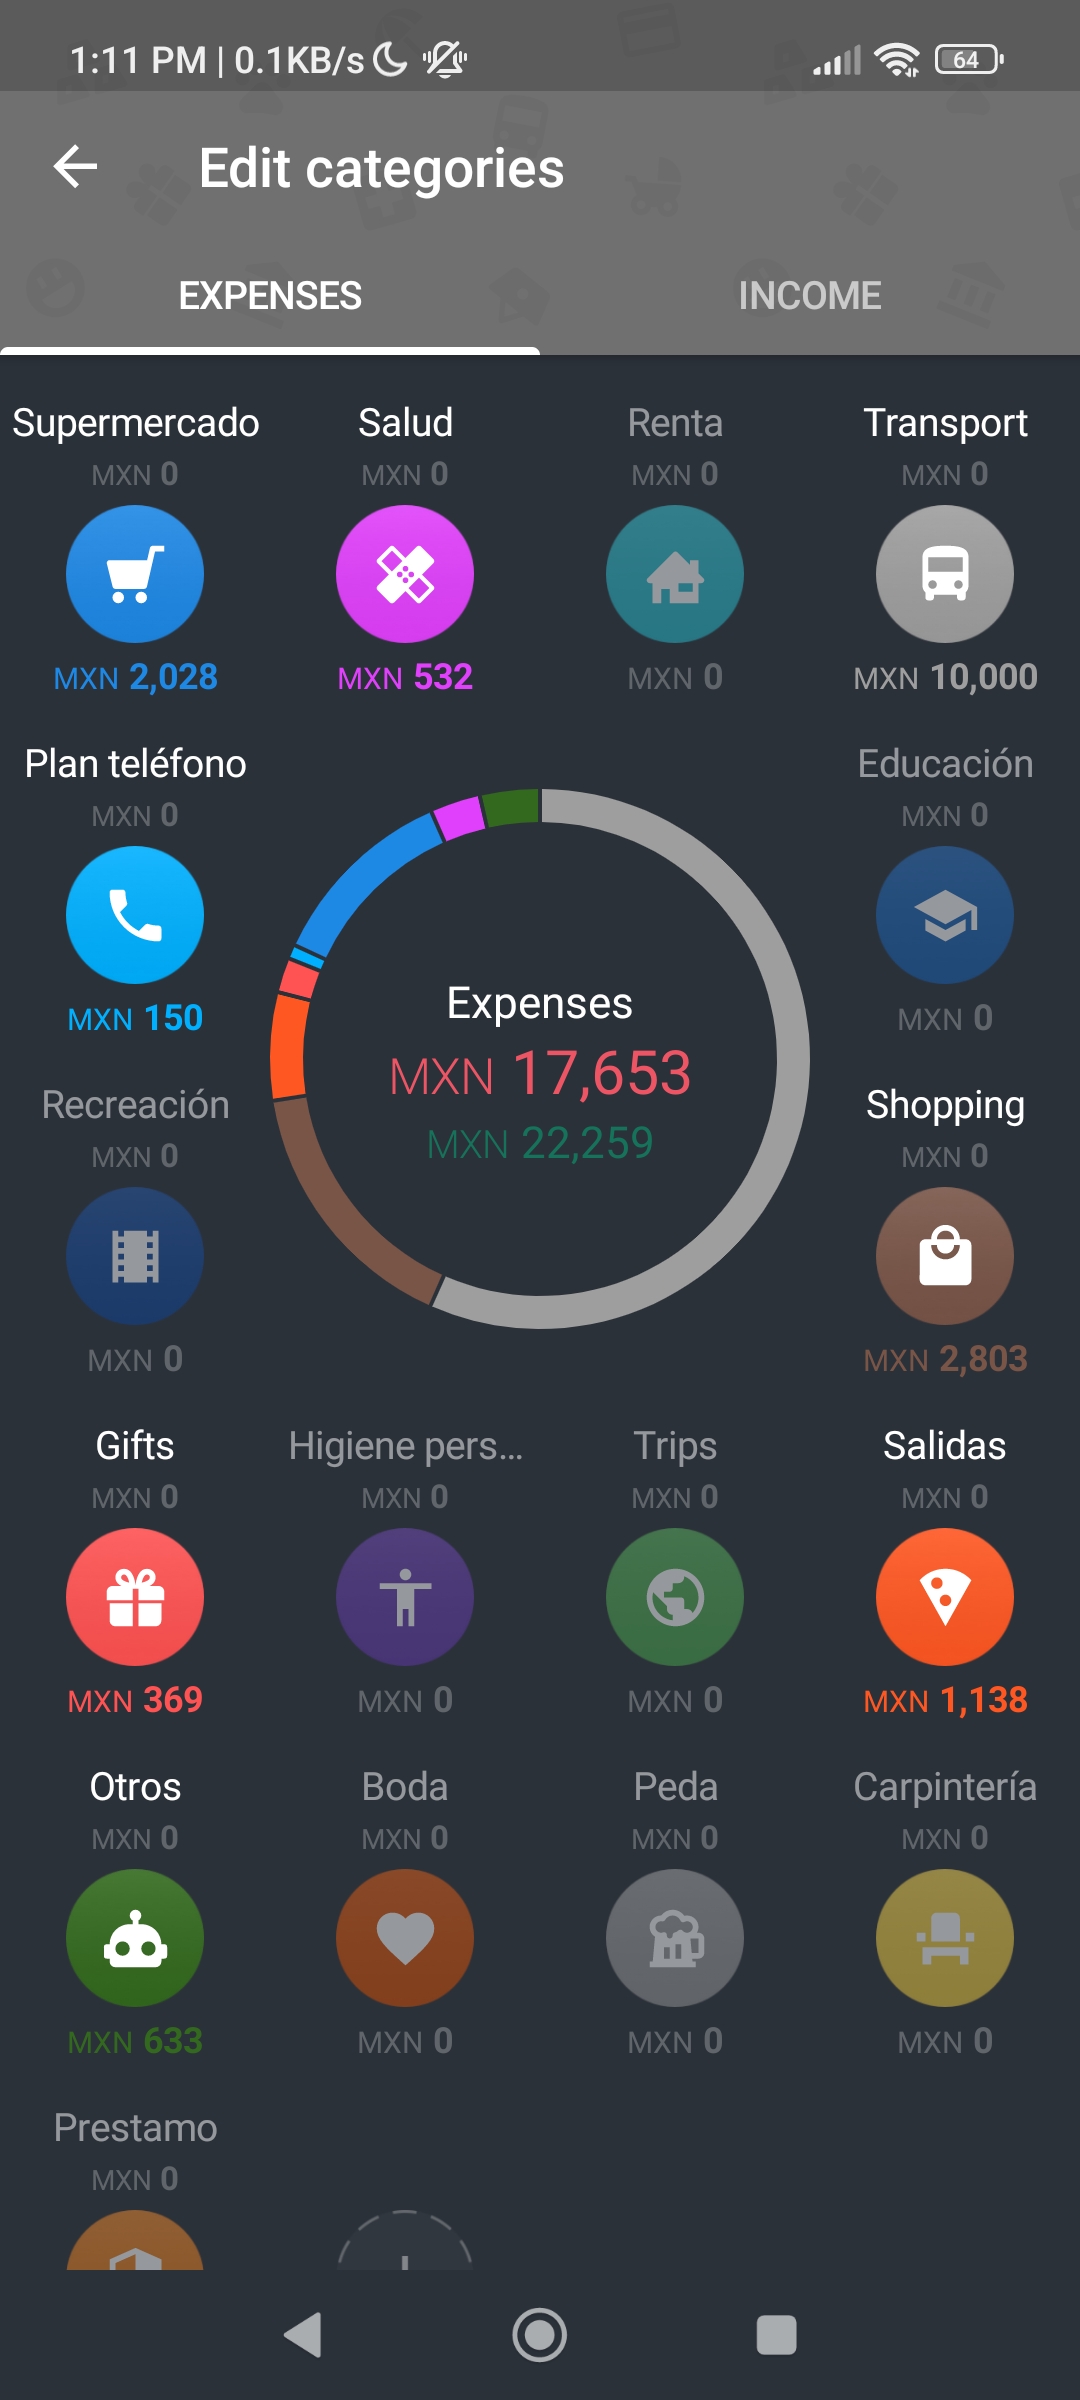 1:11 PM | 0.1KB/s
64
Edit categories
EXPENSES
INCOME
Supermercado
MXN 0
MXN 2,028
Salud
MXN 0
MXN 532
Renta
MXN 0
MXN 0
Transport
MXN 0
MXN 10,000
Plan teléfono
MXN 0
MXN 150
Educación
MXN 0
MXN 0
Expenses
MXN 17,653
MXN 22,259
Recreación
MXN 0
MXN 0
Shopping
MXN 0
MXN 2,803
Gifts
MXN 0
MXN 369
Higiene pers...
MXN 0
MXN 0
Trips
MXN 0
MXN 0
Salidas
MXN 0
MXN 1,138
Otros
MXN 0
MXN 633
Boda
MXN 0
MXN 0
Peda
MXN 0
MXN 0
Carpintería
MXN 0
MXN 0
Prestamo
MXN 0